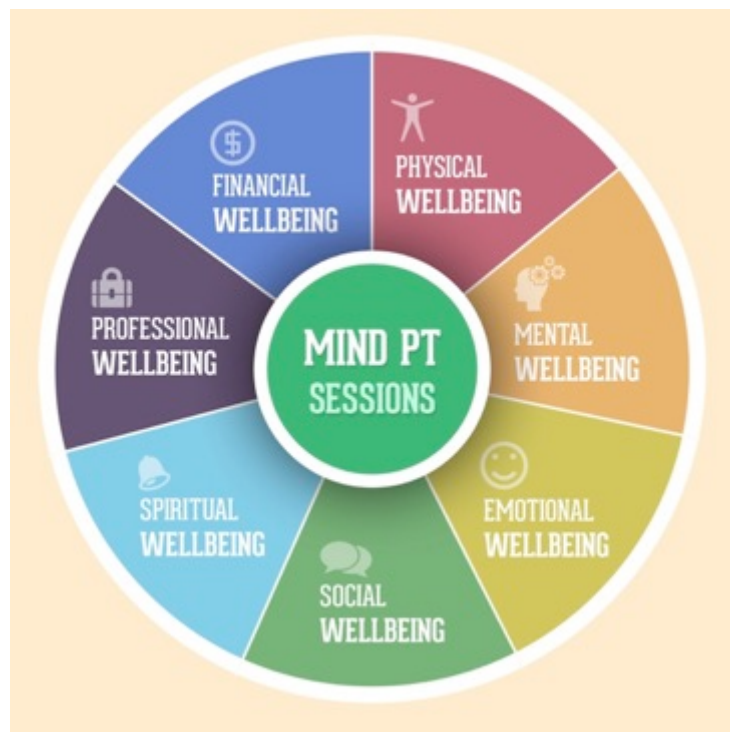 MIND PT
SESSIONS
PHYSICAL
WELLBEING
MENTAL
WELLBEING
EMOTIONAL
WELLBEING
SOCIAL
WELLBEING
SPIRITUAL
WELLBEING
PROFESSIONAL
WELLBEING
FINANCIAL
WELLBEING